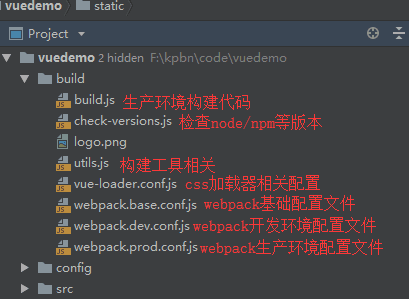 vuedemo static
Project
vuedemo 2 hidden F:\kpbn\code\vuedemo
build
build.js 生产环境构建代码
check-versions.js 检查node/npm等版本
logo.png
utils.js 构建工具相关
vue-loader.conf.js css加载器相关配置
webpack.base.conf.js webpack基础配置文件
webpack.dev.conf.js webpack开发环境配置文件
webpack.prod.conf.js webpack生产环境配置文件
config
src